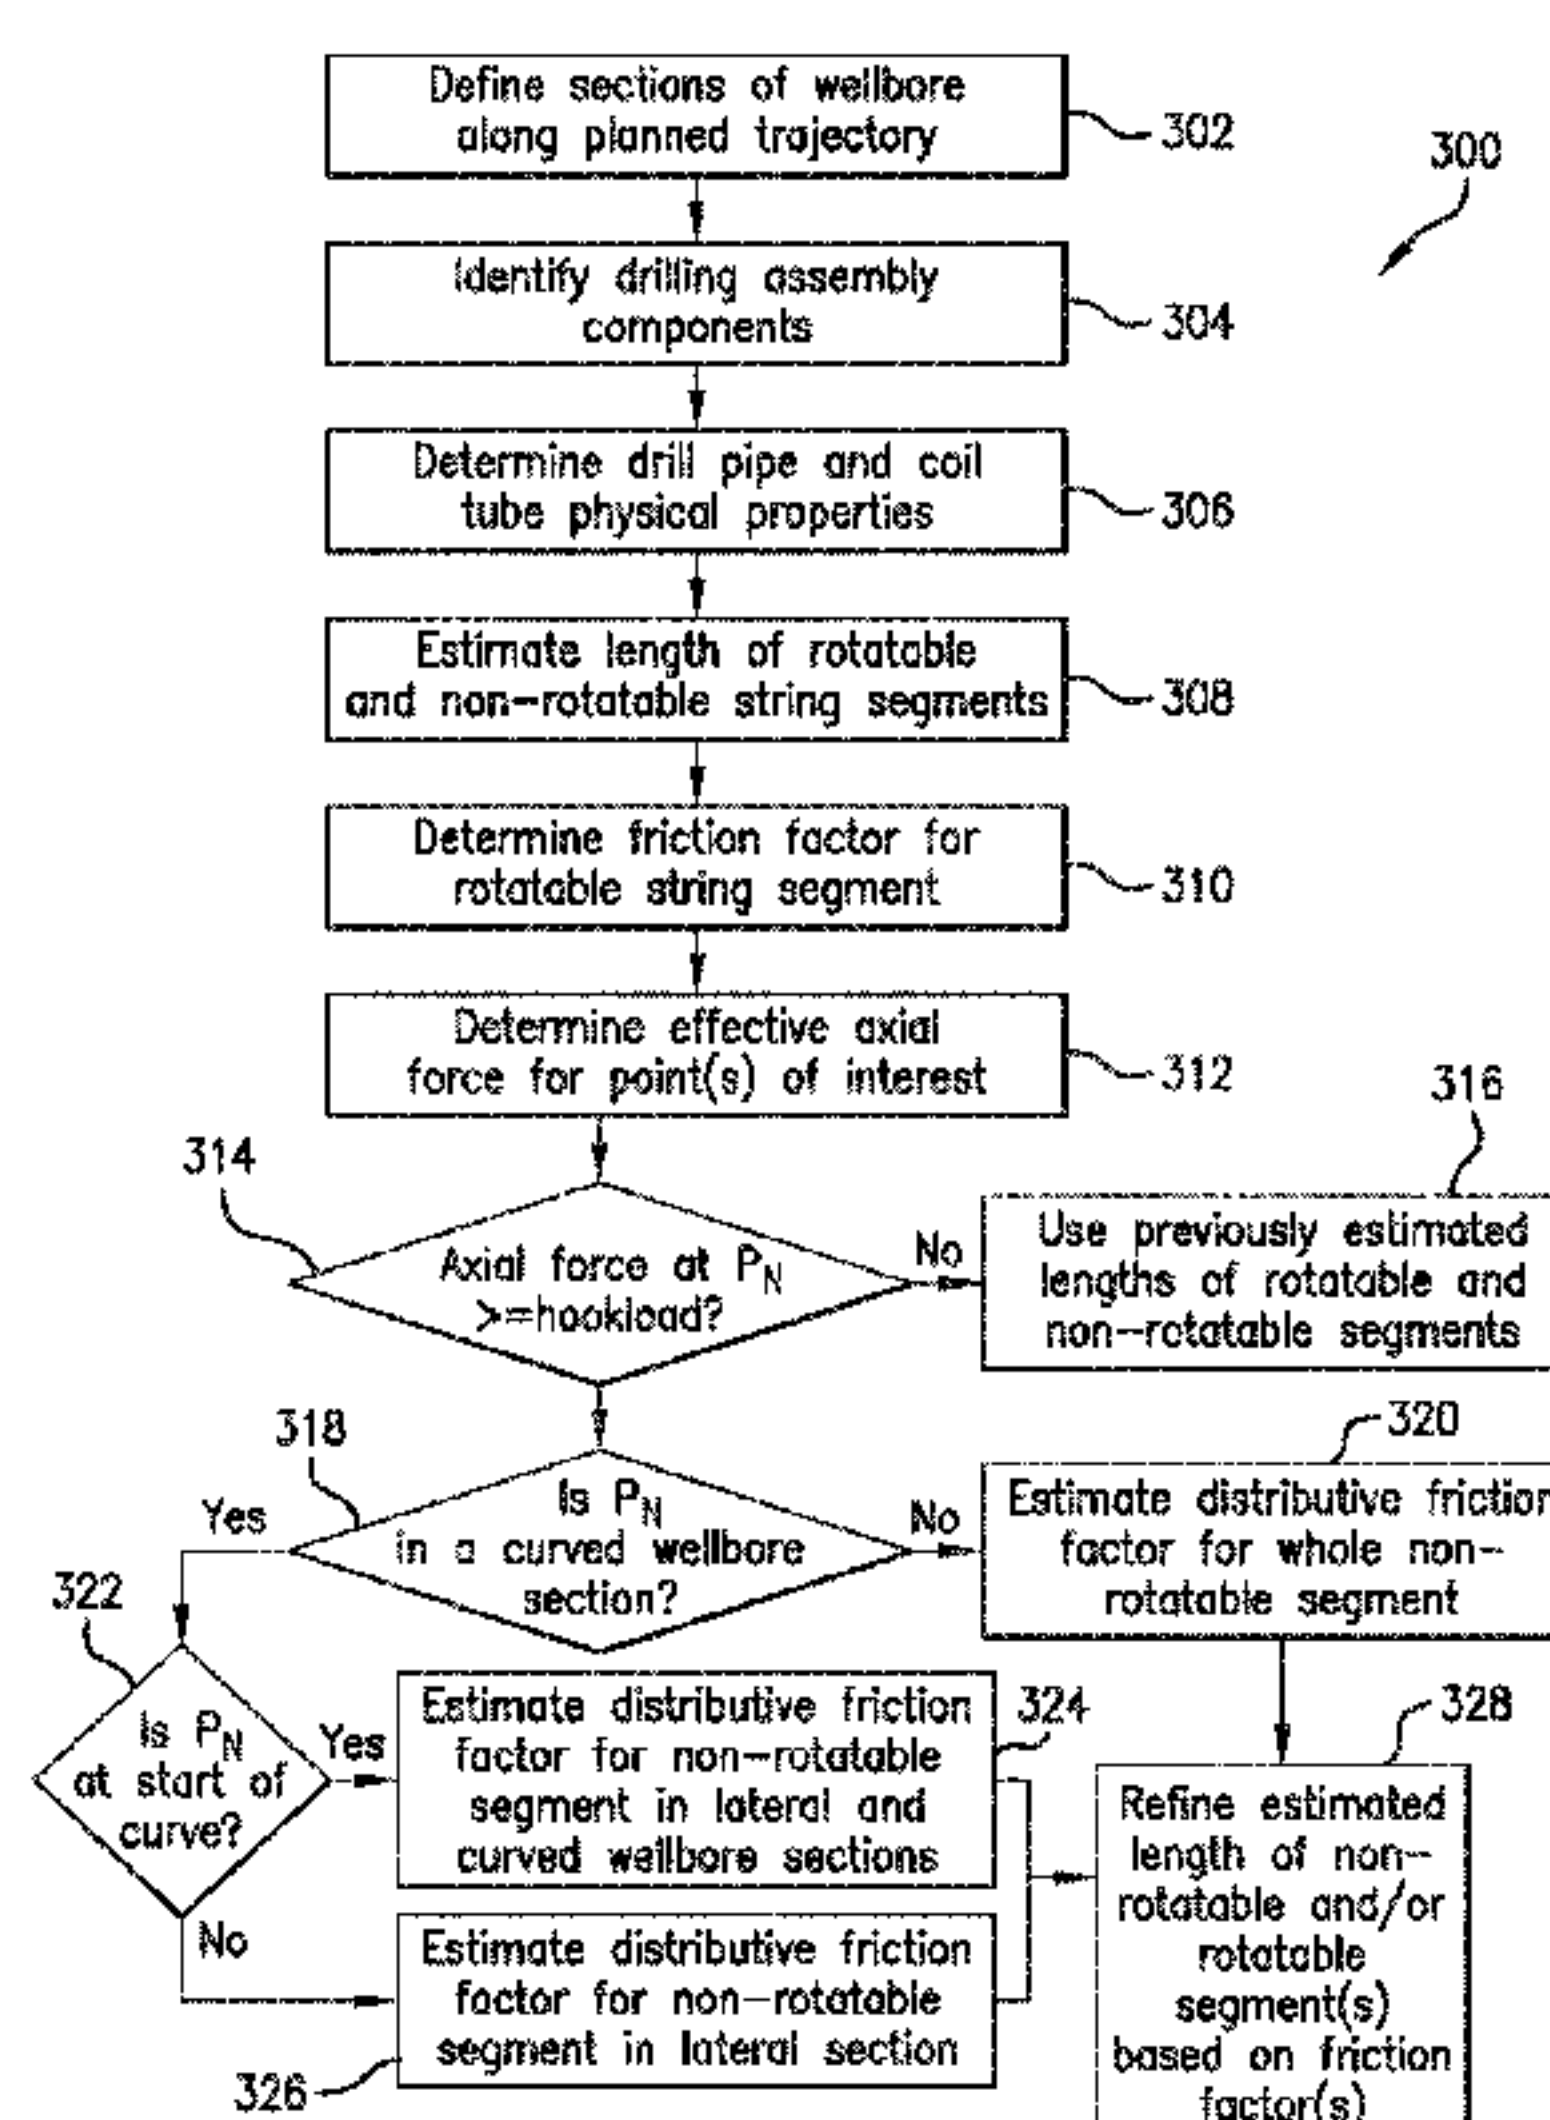 Define sections of wellbore
along planned trajectory
302
300
Identify drilling assembly
components
304
Determine drill pipe and coil
tube physical properties
306
Estimate length of rotatable
and non-rotatable string segments
308
Determine friction factor for
rotatable string segment
310
Determine effective axial
force for point(s) of interest
312
314
Axial force at PN
>=hookload?
No
316
Use previously estimated
lengths of rotatable and
non-rotatable segments
318
Is PN
in a curved wellbore
section?
Yes
No
320
Estimate distributive friction
factor for whole non-
rotatable segment
322
Is PN
at start of
curve?
Yes
No
Estimate distributive friction
factor for non-rotatable
segment in lateral and
curved wellbore sections
324
Estimate distributive friction
factor for non-rotatable
segment in lateral section
326
328
Refine estimated
length of non-
rotatable and/or
rotatable
segment(s)
based on friction
factor(s)